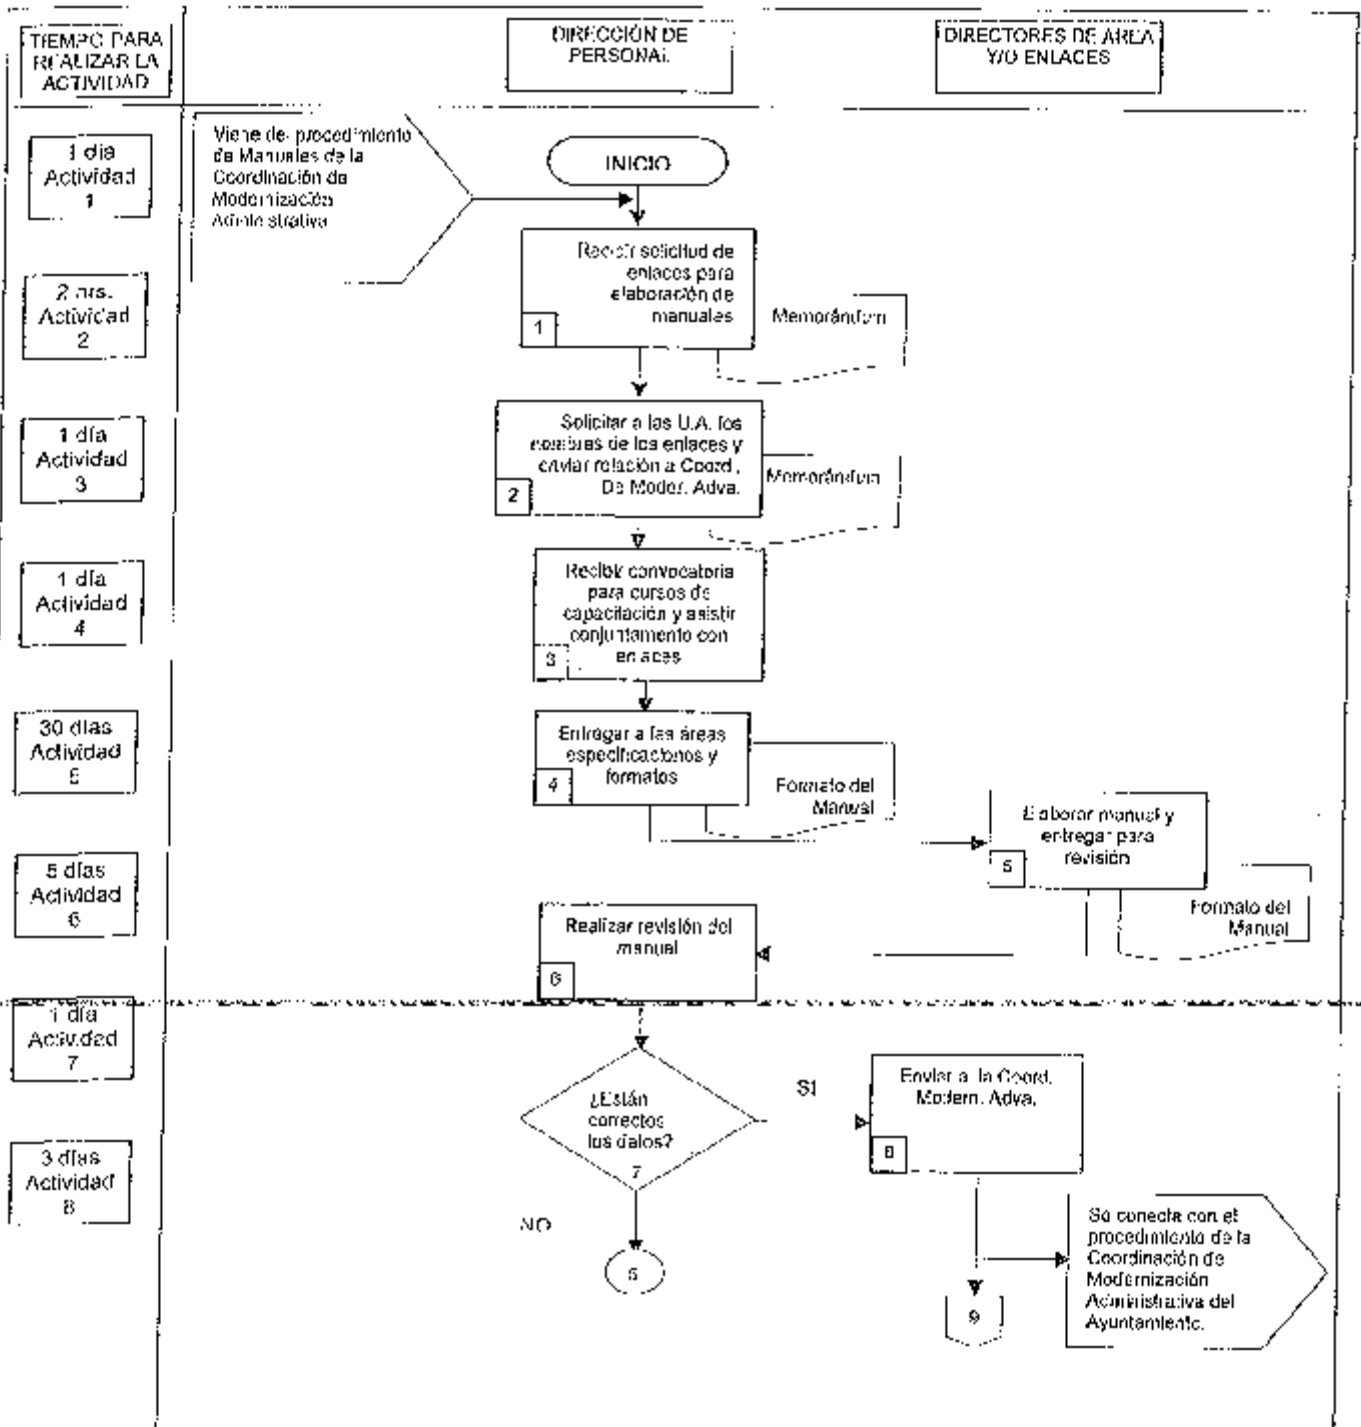 TIEMPO PARA
REALIZAR LA
ACTIVIDAD
DIRECCIÓN DE
PERSONAL
DIRECTORES DE ÁREA
Y/O ENLACES
1 día
Actividad
1
Viene del procedimiento
de Manuales de la
Coordinación de
Modernización
Administrativa
INICIO
Recibir solicitud de
enlaces para
elaboración de
manuales
1
Memorándum
2 hrs.
Actividad
2
Solicitar a las U.A. los
nombres de los enlaces y
enviar relación a Coord.
De Moder. Adva.
2
Memorándum
1 día
Actividad
3
Recibir convocatoria
para cursos de
capacitación y asistir
conjuntamente con
enlaces
3
1 día
Actividad
4
Entregar a las áreas
especificaciones y
formatos
4
Formato del
Manual
30 días
Actividad
5
Elaborar manual y
entregar para
revisión
5
Formato del
Manual
5 días
Actividad
6
Realizar revisión del
manual
6
1 día
Actividad
7
¿Están
correctos
los datos?
7
SI
Enviar a la Coord.
Modern. Adva.
8
3 días
Actividad
8
NO
5
9
Se conecta con el
procedimiento de la
Coordinación de
Modernización
Administrativa del
Ayuntamiento.